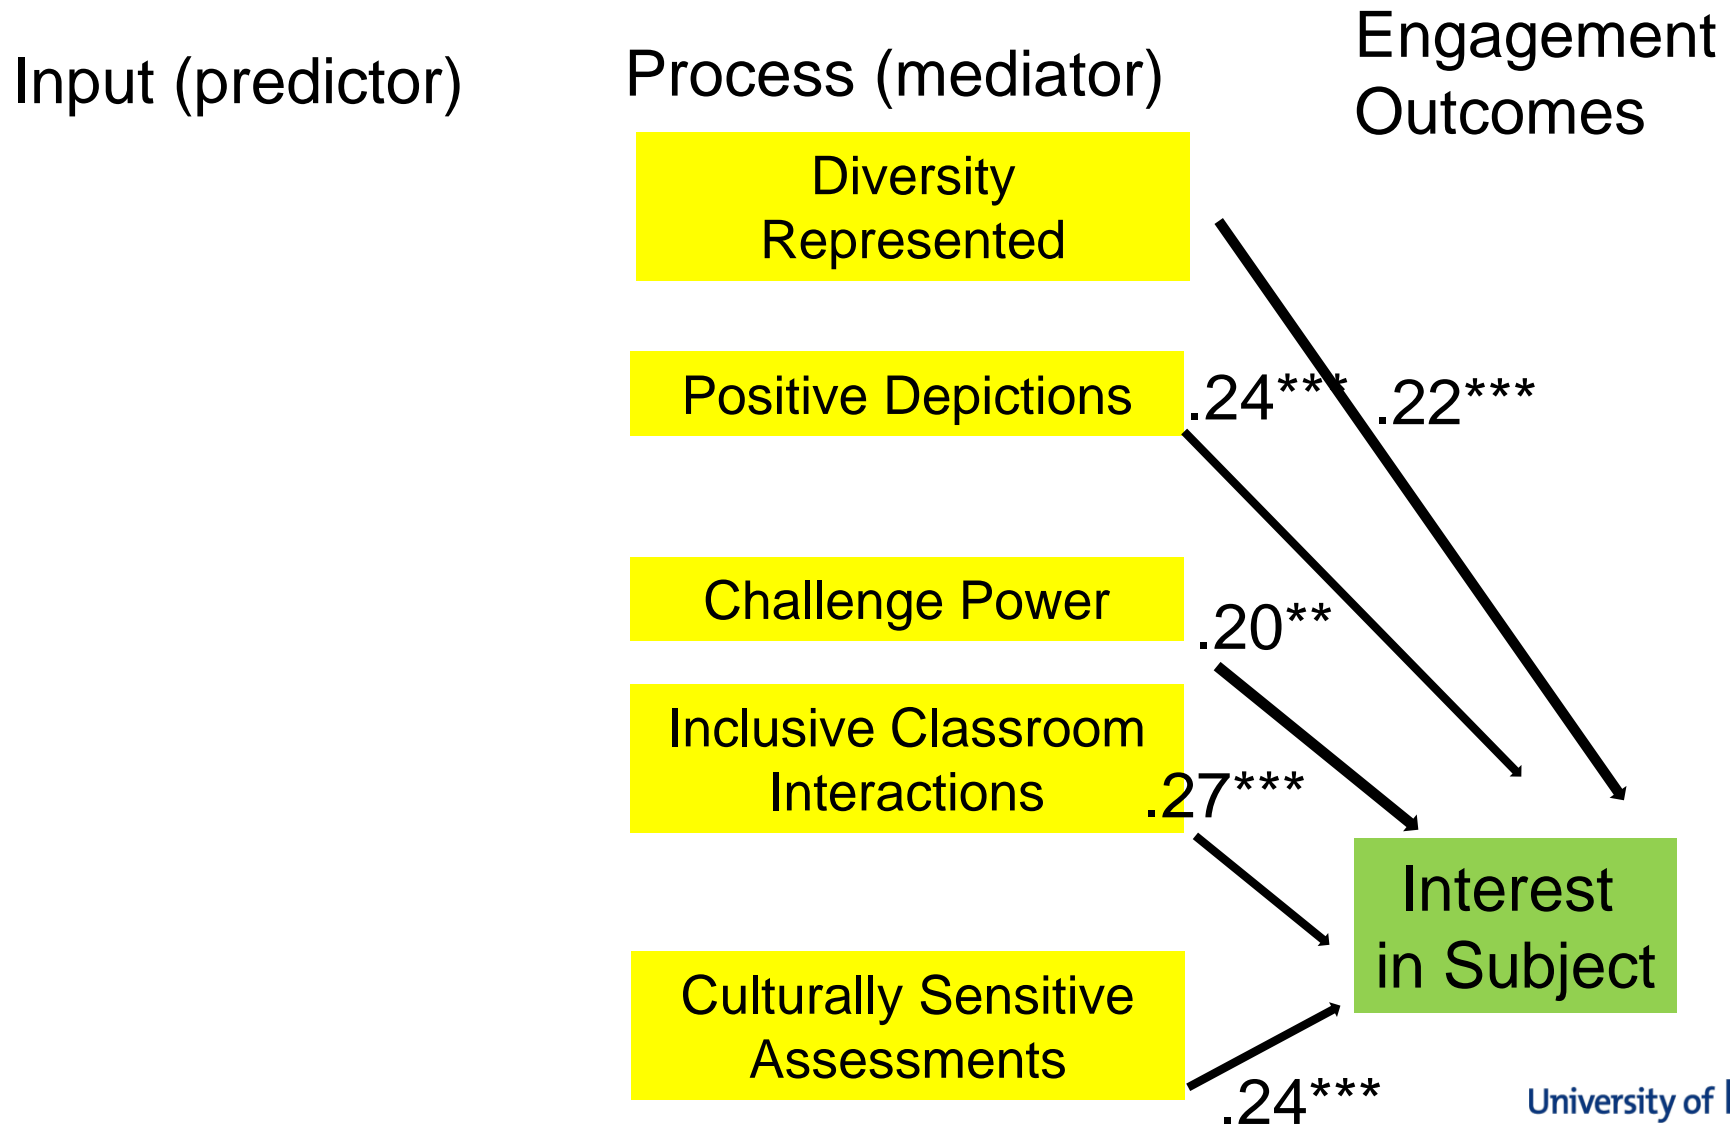 Input (predictor)
Process (mediator)
Engagement
Outcomes
Diversity
Represented
Positive Depictions
.24***
.22***
Challenge Power
.20**
Inclusive Classroom
Interactions
.27***
Interest
in Subject
Culturally Sensitive
Assessments
.24***
University of